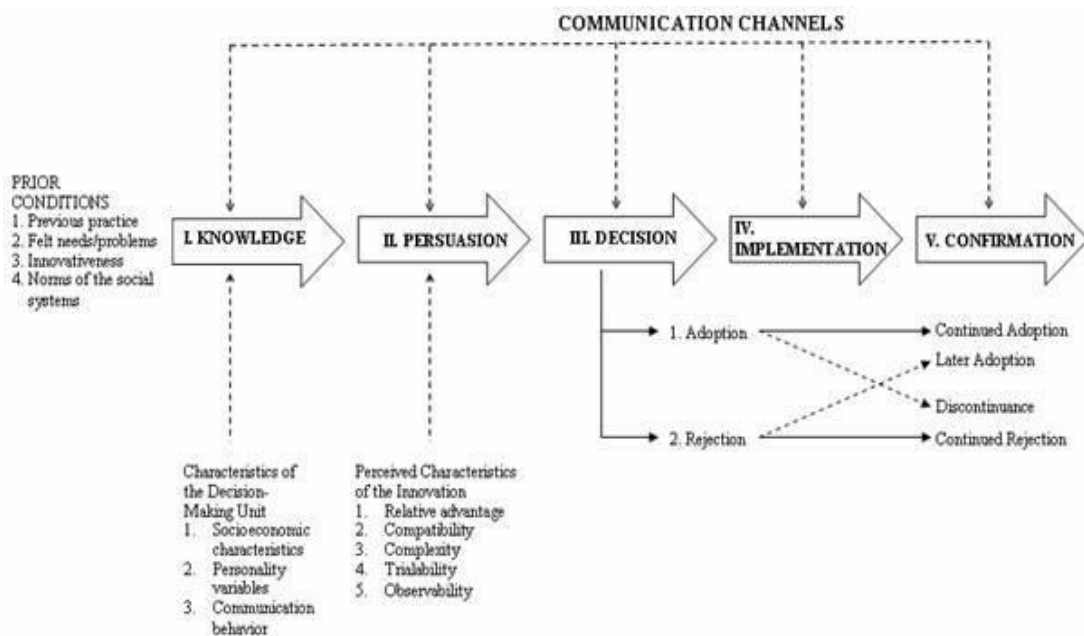 COMMUNICATION CHANNELS
PRIOR
CONDITIONS
1. Previous practice
2. Felt needs/problems
3. Innovativeness
4. Norms of the social
systems
I. KNOWLEDGE
II. PERSUASION
III. DECISION
IV.
IMPLEMENTATION
V. CONFIRMATION
1. Adoption
Continued Adoption
Later Adoption
Discontinuance
2. Rejection
Continued Rejection
Characteristics of
the Decision-
Making Unit
1. Socioeconomic
characteristics
2. Personality
variables
3. Communication
behavior
Perceived Characteristics
of the Innovation
1. Relative advantage
2. Compatibility
3. Complexity
4. Trialability
5. Observability